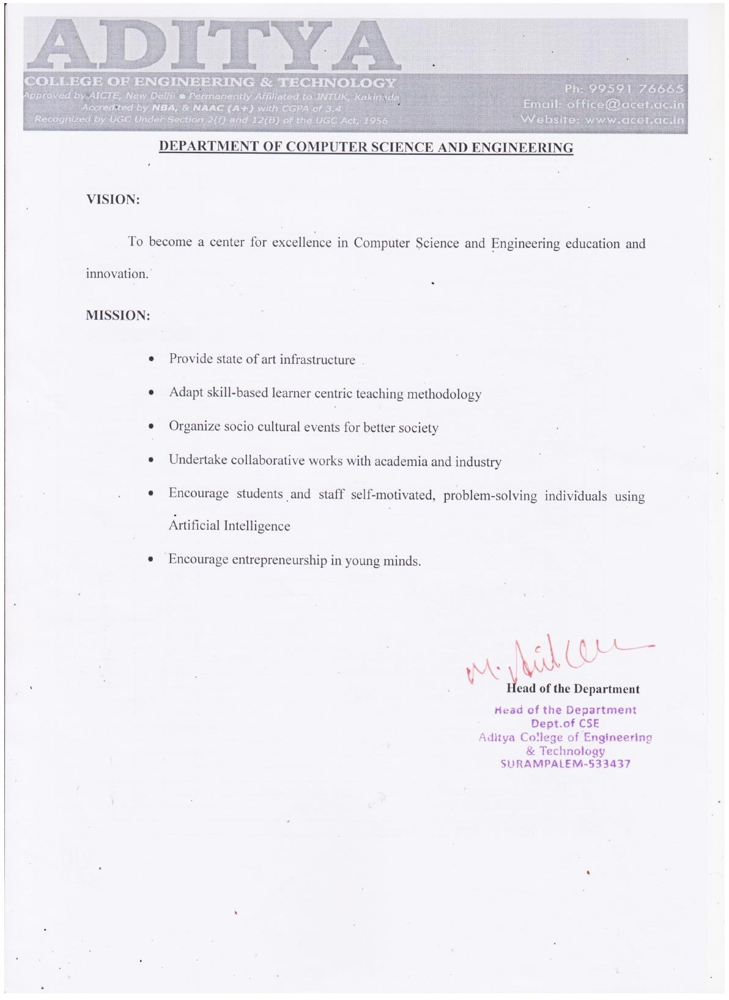 ADITYA
COLLEGE OF ENGINEERING & TECHNOLOGY
Approved by AICTE, New Delhi ● Permanently Affiliated to JNTUK, Kakinada
Accredited by NBA, & NAAC (A+) with CGPA of 3.4
Recognized by UGC Under Section 2(f) and 12(B) of the UGC Act, 1956
Ph: 99591 76665
Email: office@acet.ac.in
Website: www.acet.ac.in
DEPARTMENT OF COMPUTER SCIENCE AND ENGINEERING
VISION:
To become a center for excellence in Computer Science and Engineering education and
innovation.
MISSION:
• Provide state of art infrastructure
• Adapt skill-based learner centric teaching methodology
• Organize socio cultural events for better society
• Undertake collaborative works with academia and industry
• Encourage students and staff self-motivated, problem-solving individuals using
Artificial Intelligence
• Encourage entrepreneurship in young minds.
Head of the Department
Head of the Department
Dept.of CSE
Aditya College of Engineering
& Technology
SURAMPALEM-533437